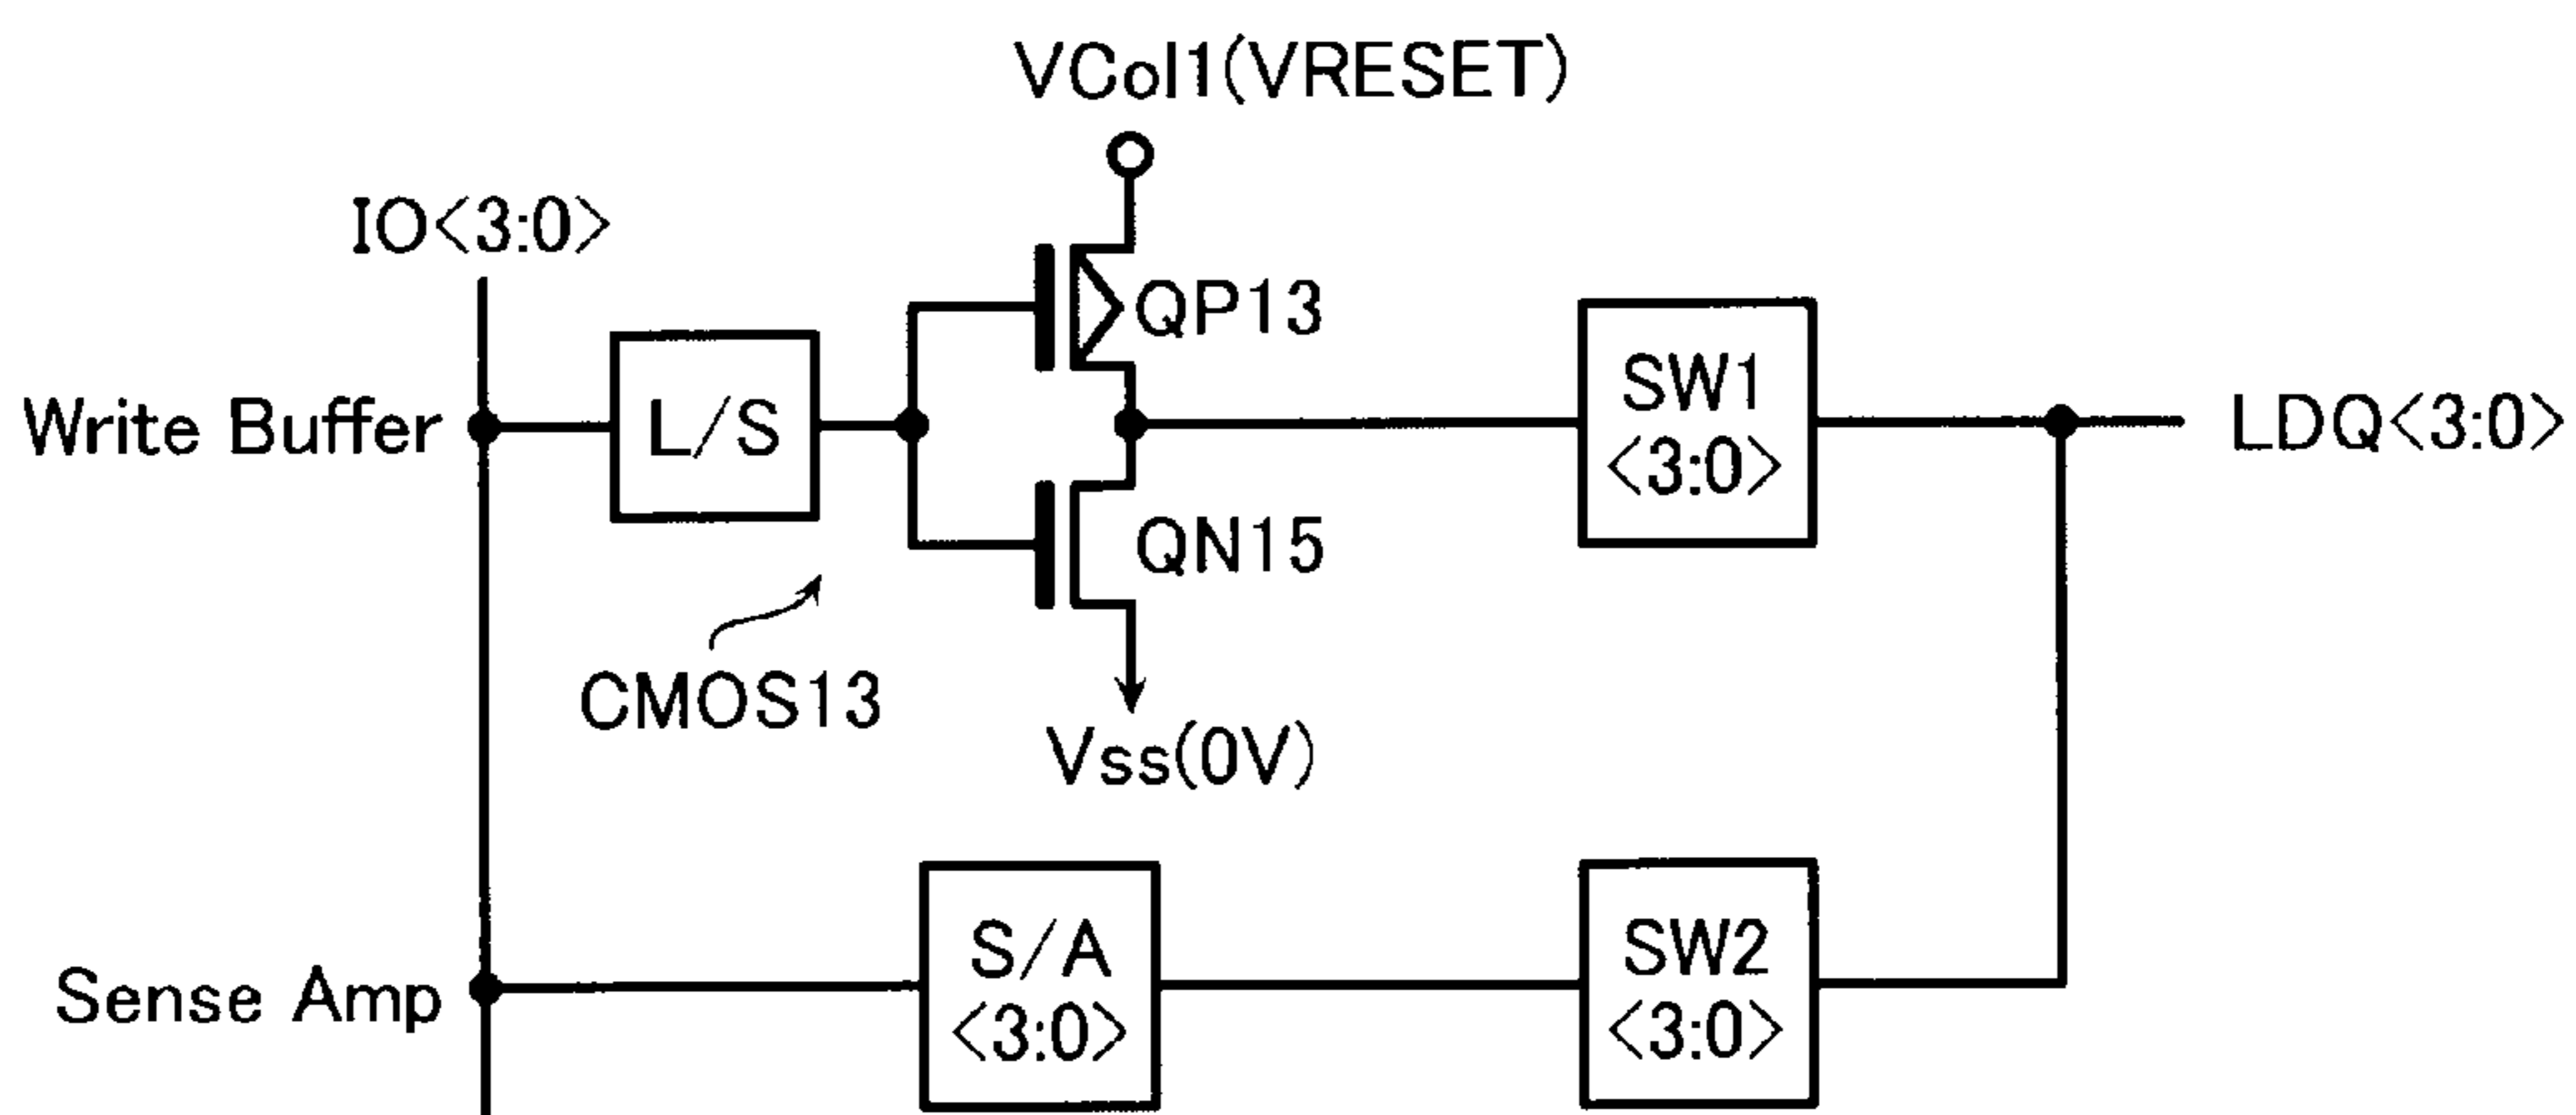 VCol1(VRESET)
IO<3:0>
QP13
Write Buffer
L/S
SW1
<3:0>
LDQ<3:0>
QN15
CMOS13
Vss(0V)
Sense Amp
S/A
<3:0>
SW2
<3:0>